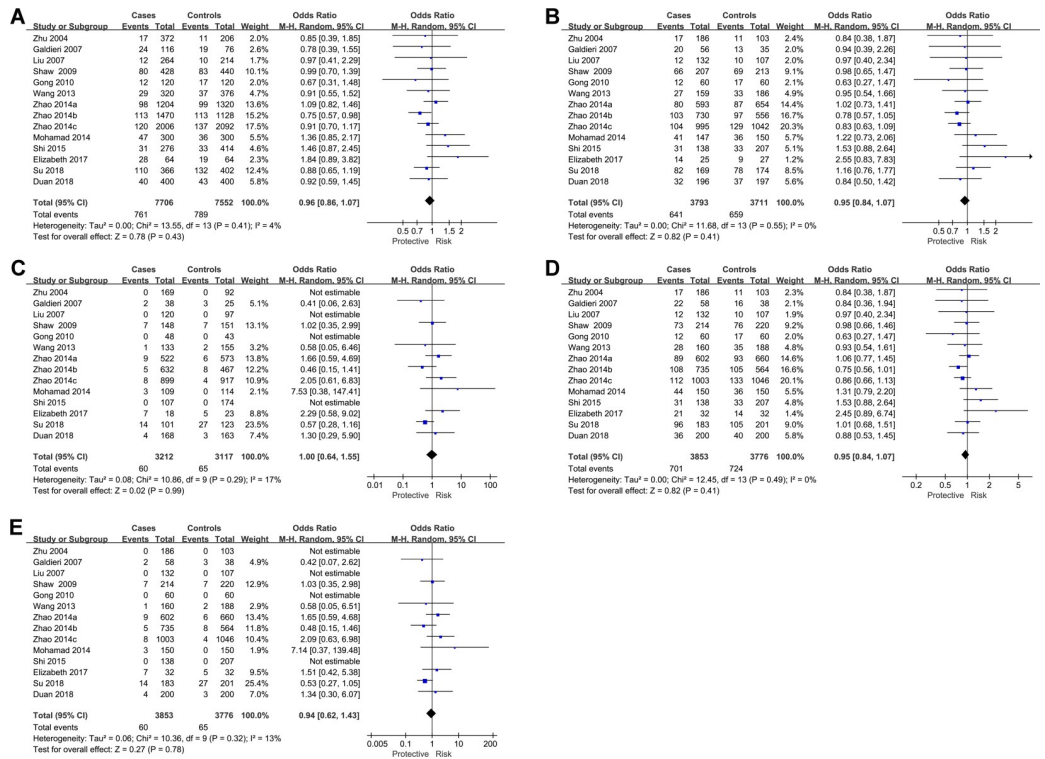 A
Cases Controls Odds Ratio Odds Ratio
Study or Subgroup Events Total Events Total Weight M-H. Random. 95% CI M-H. Random. 95% CI
Zhu 2004 17 372 11 206 2.0% 0.85 [0.39, 1.85]
Galdieri 2007 24 116 19 76 2.5% 0.78 [0.39, 1.55]
Liu 2007 12 264 10 214 1.6% 0.97 [0.41, 2.29]
Shaw 2009 80 428 83 440 10.1% 0.99 [0.70, 1.39]
Gong 2010 12 120 17 120 1.9% 0.67 [0.31, 1.48]
Wang 2013 29 320 37 376 4.4% 0.91 [0.55, 1.52]
Zhao 2014a 98 1204 99 1320 13.6% 1.09 [0.82, 1.46]
Zhao 2014b 113 1470 113 1128 15.4% 0.75 [0.57, 0.98]
Zhao 2014c 120 2006 137 2092 17.5% 0.91 [0.70, 1.17]
Mohamad 2014 47 300 36 300 5.2% 1.36 [0.85, 2.17]
Shi 2015 31 276 33 414 4.2% 1.46 [0.87, 2.45]
Elizabeth 2017 28 64 19 64 2.2% 1.84 [0.89, 3.82]
Su 2018 110 366 132 402 13.9% 0.88 [0.65, 1.19]
Duan 2018 40 400 43 400 5.4% 0.92 [0.59, 1.45]
Total (95% CI) 7706 7552 100.0% 0.96 [0.86, 1.07]
Total events 761 789
Heterogeneity: Tau² = 0.00; Chi² = 13.55, df = 13 (P = 0.41); I² = 4%
Test for overall effect: Z = 0.78 (P = 0.43)
0.5 0.7 1 1.5 2
Protective Risk
B
Cases Controls Odds Ratio Odds Ratio
Study or Subgroup Events Total Events Total Weight M-H. Random. 95% CI M-H. Random. 95% CI
Zhu 2004 17 186 11 103 2.4% 0.84 [0.38, 1.87]
Galdieri 2007 20 56 13 35 1.9% 0.94 [0.39, 2.26]
Liu 2007 12 132 10 107 2.0% 0.97 [0.40, 2.34]
Shaw 2009 66 207 69 213 9.1% 0.98 [0.65, 1.47]
Gong 2010 12 60 17 60 2.1% 0.63 [0.27, 1.47]
Wang 2013 27 159 33 186 4.9% 0.95 [0.54, 1.66]
Zhao 2014a 80 593 87 654 14.4% 1.02 [0.73, 1.41]
Zhao 2014b 103 730 97 556 17.1% 0.78 [0.57, 1.05]
Zhao 2014c 104 995 129 1042 20.3% 0.83 [0.63, 1.09]
Mohamad 2014 41 147 36 150 5.6% 1.22 [0.73, 2.06]
Shi 2015 31 138 33 207 5.0% 1.53 [0.88, 2.64]
Elizabeth 2017 14 25 9 27 1.2% 2.55 [0.83, 7.83]
Su 2018 82 169 78 174 8.4% 1.16 [0.76, 1.77]
Duan 2018 32 196 37 197 5.6% 0.84 [0.50, 1.42]
Total (95% CI) 3793 3711 100.0% 0.95 [0.84, 1.07]
Total events 641 659
Heterogeneity: Tau² = 0.00; Chi² = 11.68, df = 13 (P = 0.55); I² = 0%
Test for overall effect: Z = 0.82 (P = 0.41)
0.5 0.7 1 1.5 2
Protective Risk
C
Cases Controls Odds Ratio Odds Ratio
Study or Subgroup Events Total Events Total Weight M-H. Random. 95% CI M-H. Random. 95% CI
Zhu 2004 0 169 0 92 Not estimable
Galdieri 2007 2 38 3 25 5.1% 0.41 [0.06, 2.63]
Liu 2007 0 120 0 97 Not estimable
Shaw 2009 7 148 7 151 13.1% 1.02 [0.35, 2.99]
Gong 2010 0 48 0 43 Not estimable
Wang 2013 1 133 2 155 3.2% 0.58 [0.05, 6.46]
Zhao 2014a 9 522 6 573 13.7% 1.66 [0.59, 4.69]
Zhao 2014b 5 632 8 467 12.0% 0.46 [0.15, 1.41]
Zhao 2014c 8 899 4 917 10.6% 2.05 [0.61, 6.83]
Mohamad 2014 3 109 0 114 2.1% 7.53 [0.38, 147.41]
Shi 2015 0 107 0 174 Not estimable
Elizabeth 2017 7 18 5 23 8.8% 2.29 [0.58, 9.02]
Su 2018 14 101 27 123 23.9% 0.57 [0.28, 1.16]
Duan 2018 4 168 3 163 7.4% 1.30 [0.29, 5.90]
Total (95% CI) 3212 3117 100.0% 1.00 [0.64, 1.55]
Total events 60 65
Heterogeneity: Tau² = 0.08; Chi² = 10.86, df = 9 (P = 0.29); I² = 17%
Test for overall effect: Z = 0.02 (P = 0.99)
0.01 0.1 1 10 100
Protective Risk
D
Cases Controls Odds Ratio Odds Ratio
Study or Subgroup Events Total Events Total Weight M-H. Random. 95% CI M-H. Random. 95% CI
Zhu 2004 17 186 11 103 2.3% 0.84 [0.38, 1.87]
Galdieri 2007 22 58 16 38 2.1% 0.84 [0.36, 1.94]
Liu 2007 12 132 10 107 1.9% 0.97 [0.40, 2.34]
Shaw 2009 73 214 76 220 9.1% 0.98 [0.66, 1.46]
Gong 2010 12 60 17 60 2.0% 0.63 [0.27, 1.47]
Wang 2013 28 160 35 188 4.8% 0.93 [0.54, 1.61]
Zhao 2014a 89 602 93 660 14.7% 1.06 [0.77, 1.45]
Zhao 2014b 108 735 105 564 17.2% 0.75 [0.56, 1.01]
Zhao 2014c 112 1003 133 1046 20.2% 0.86 [0.66, 1.13]
Mohamad 2014 44 150 36 150 5.4% 1.31 [0.79, 2.20]
Shi 2015 31 138 33 207 4.8% 1.53 [0.88, 2.64]
Elizabeth 2017 21 32 14 32 1.4% 2.45 [0.89, 6.74]
Su 2018 96 183 105 201 8.6% 1.01 [0.68, 1.51]
Duan 2018 36 200 40 200 5.8% 0.88 [0.53, 1.45]
Total (95% CI) 3853 3776 100.0% 0.95 [0.84, 1.07]
Total events 701 724
Heterogeneity: Tau² = 0.00; Chi² = 12.45, df = 13 (P = 0.49); I² = 0%
Test for overall effect: Z = 0.82 (P = 0.41)
0.2 0.5 1 2 5
Protective Risk
E
Cases Controls Odds Ratio Odds Ratio
Study or Subgroup Events Total Events Total Weight M-H. Random. 95% CI M-H. Random. 95% CI
Zhu 2004 0 186 0 103 Not estimable
Galdieri 2007 2 58 3 38 4.9% 0.42 [0.07, 2.62]
Liu 2007 0 132 0 107 Not estimable
Shaw 2009 7 214 7 220 12.9% 1.03 [0.35, 2.98]
Gong 2010 0 60 0 60 Not estimable
Wang 2013 1 160 2 188 2.9% 0.58 [0.05, 6.51]
Zhao 2014a 9 602 6 660 13.4% 1.65 [0.59, 4.68]
Zhao 2014b 5 735 8 564 11.7% 0.48 [0.15, 1.46]
Zhao 2014c 8 1003 4 1046 10.4% 2.09 [0.63, 6.98]
Mohamad 2014 3 150 0 150 1.9% 7.14 [0.37, 139.48]
Shi 2015 0 138 0 207 Not estimable
Elizabeth 2017 7 32 5 32 9.5% 1.51 [0.42, 5.38]
Su 2018 14 183 27 201 25.4% 0.53 [0.27, 1.05]
Duan 2018 4 200 3 200 7.0% 1.34 [0.30, 6.07]
Total (95% CI) 3853 3776 100.0% 0.94 [0.62, 1.43]
Total events 60 65
Heterogeneity: Tau² = 0.06; Chi² = 10.36, df = 9 (P = 0.32); I² = 13%
Test for overall effect: Z = 0.27 (P = 0.78)
0.005 0.1 1 10 200
Protective Risk